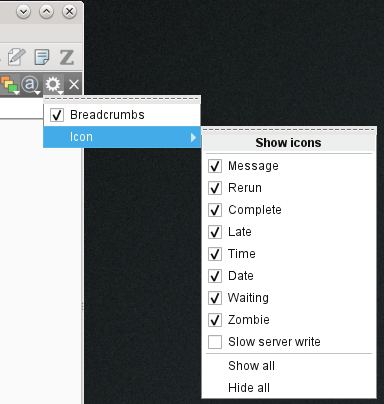 Z
a
Breadcrumbs
Icon
Show icons
Message
Rerun
Complete
Late
Time
Date
Waiting
Zombie
Slow server write
Show all
Hide all